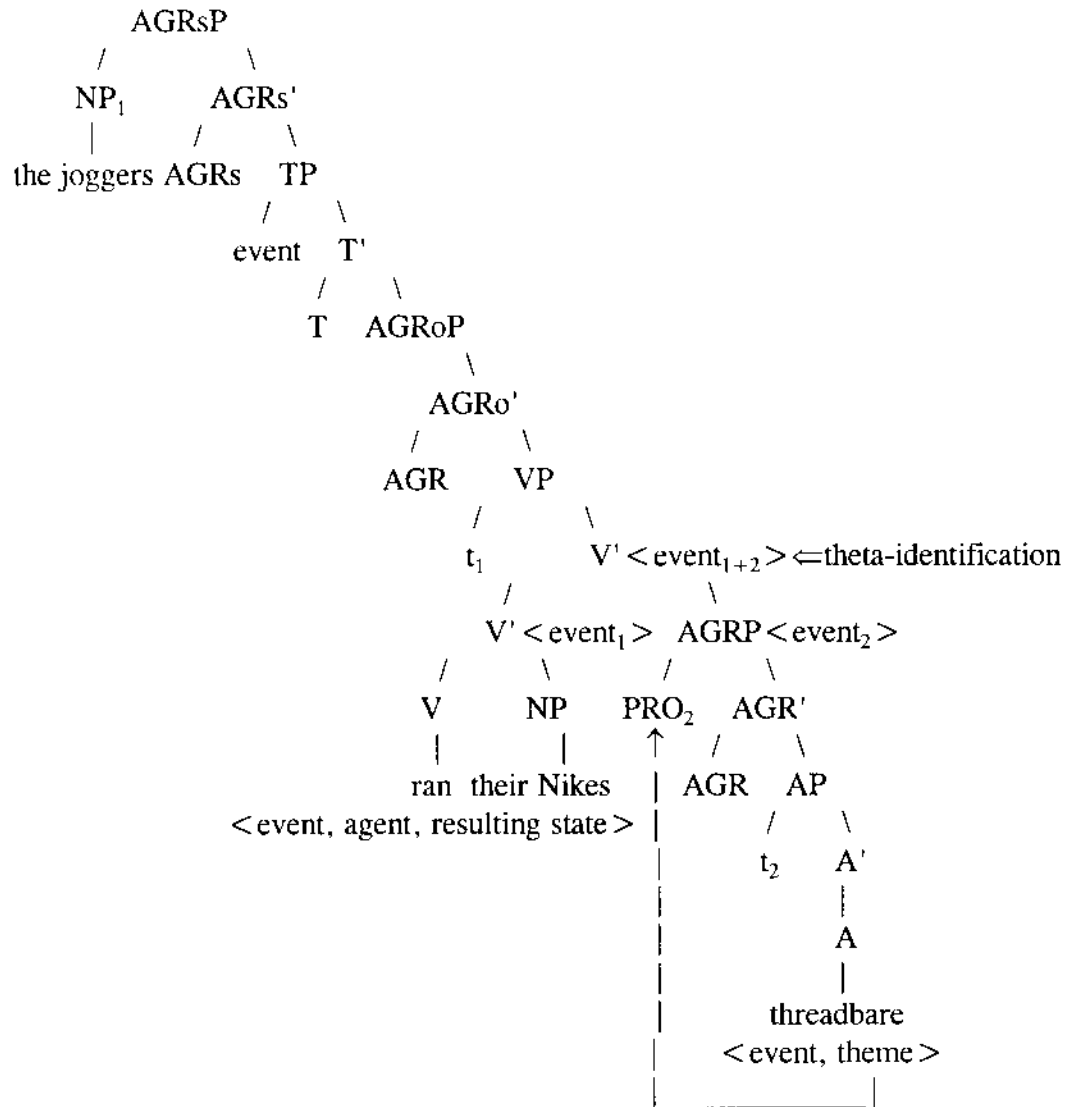 AGRsP
NP₁ AGRs'
the joggers AGRs TP
event T'
T AGRoP
AGRo'
AGR VP
t₁ V' <event₁₊₂> ⇐theta-identification
V' <event₁> AGRP <event₂>
V NP PRO₂ AGR'
ran their Nikes AGR AP
<event, agent, resulting state>
t₂ A'
A
threadbare
<event, theme>